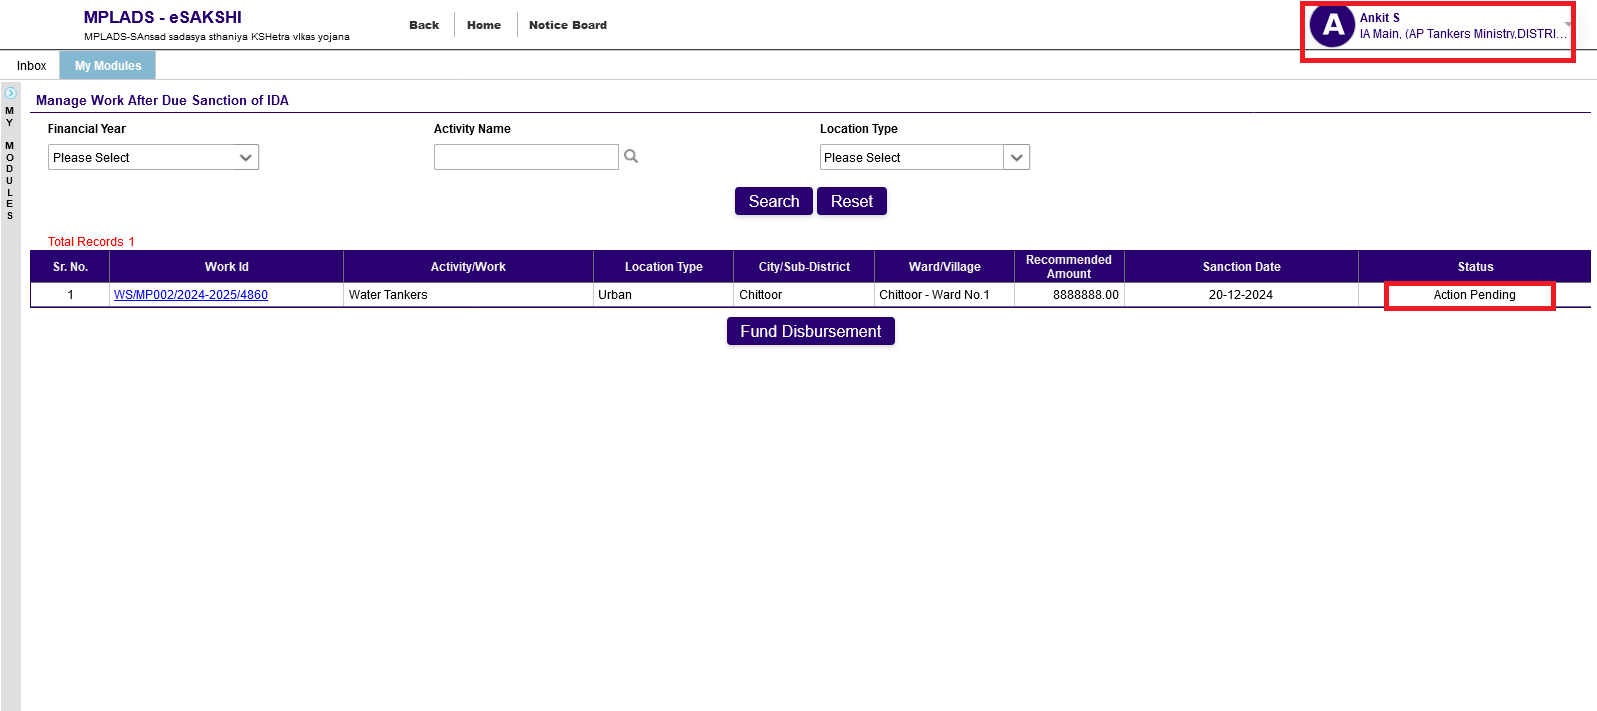 MPLADS - eSAKSHI
MPLADS-SAnsad sadasya sthaniya KSHetra vIkas yojana
Back
Home
Notice Board
A
Ankit S
IA Main, (AP Tankers Ministry,DISTRI...
Inbox
My Modules
MY MODULES
Manage Work After Due Sanction of IDA
Financial Year
Activity Name
Location Type
Please Select
Please Select
Search
Reset
Total Records 1
Sr. No. Work Id Activity/Work Location Type City/Sub-District Ward/Village Recommended Amount Sanction Date Status
1 WS/MP002/2024-2025/4860 Water Tankers Urban Chittoor Chittoor - Ward No.1 8888888.00 20-12-2024 Action Pending
Fund Disbursement